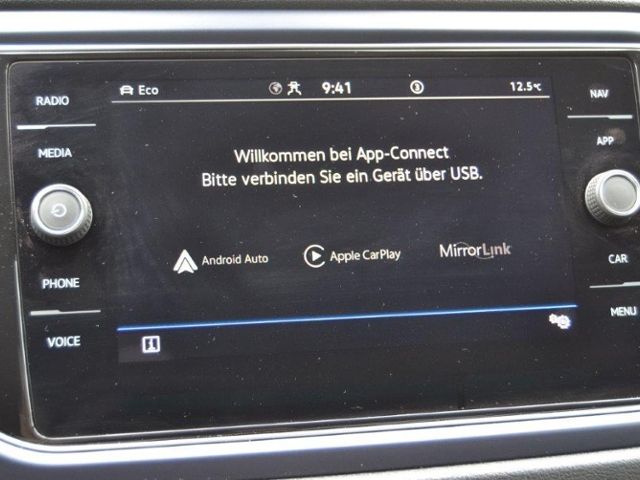 RADIO
MEDIA
PHONE
VOICE
Eco
9:41
3
12.5°C
Willkommen bei App-Connect
Bitte verbinden Sie ein Gerät über USB.
Android Auto
Apple CarPlay
MirrorLink
i
NAV
APP
CAR
MENU